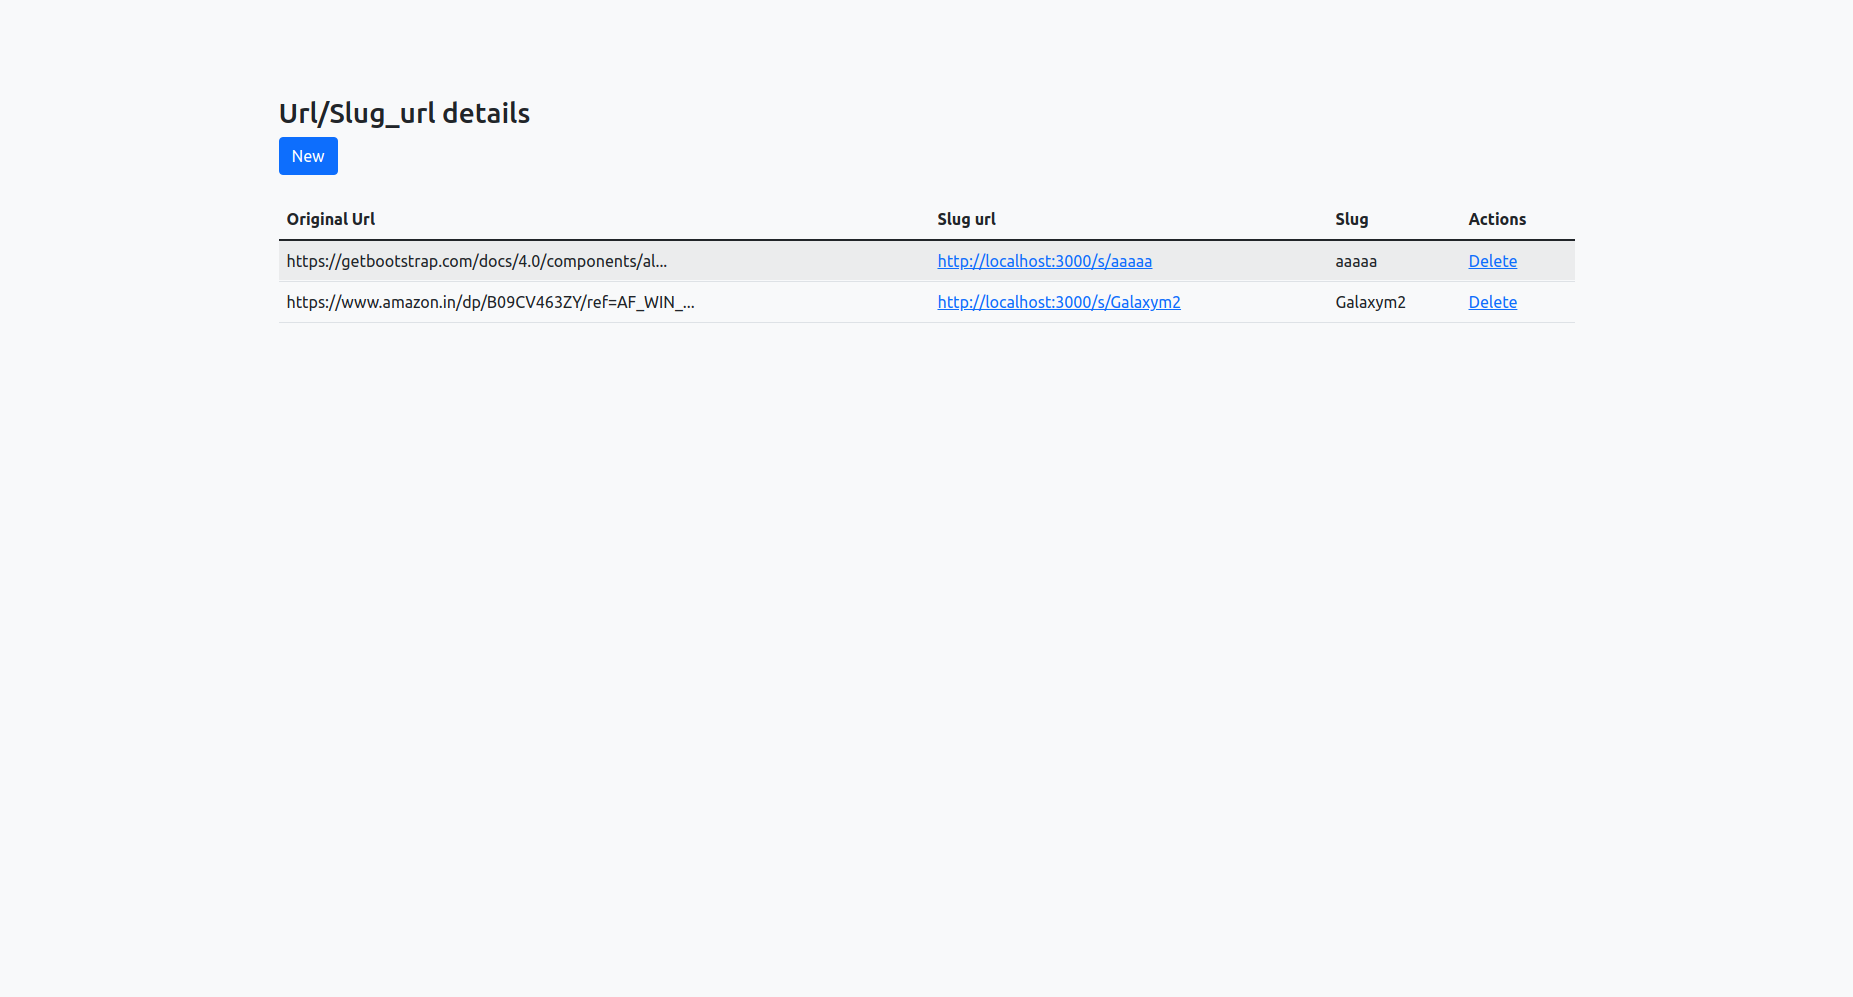 Url/Slug_url details
New
Original Url Slug url Slug Actions
https://getbootstrap.com/docs/4.0/components/al... http://localhost:3000/s/aaaaa aaaaa Delete
https://www.amazon.in/dp/B09CV463ZY/ref=AF_WIN_... http://localhost:3000/s/Galaxym2 Galaxym2 Delete